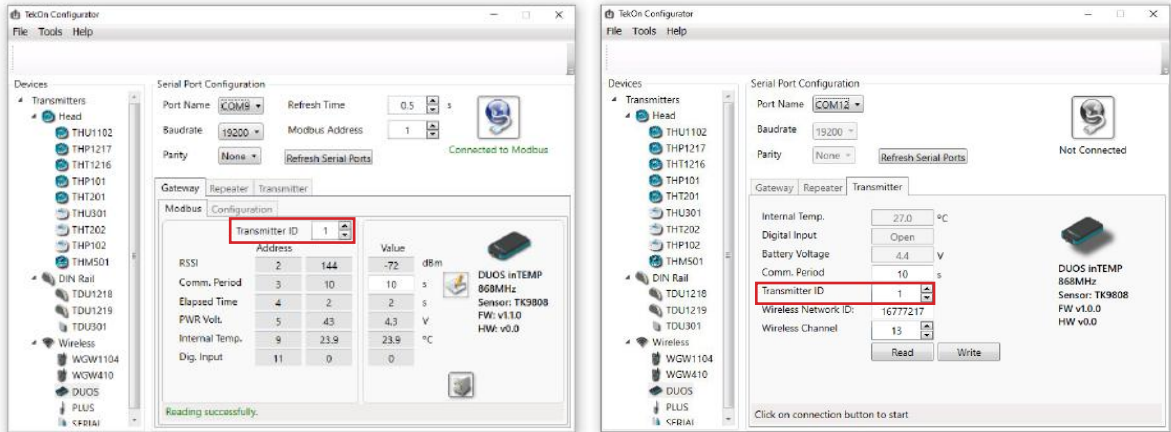 TekOn Configurator
File Tools Help
Devices
Transmitters
Head
THU1102
THP1217
THT1216
THP101
THT201
THU301
THT202
THP102
THM501
DIN Rail
TDU1218
TDU1219
TDU301
Wireless
WGW1104
WGW410
DUOS
PLUS
SERIAL
Serial Port Configuration
Port Name COM9 Refresh Time 0.5 s
Baudrate 19200 Modbus Address 1
Parity None Refresh Serial Ports
Connected to Modbus
Gateway Repeater Transmitter
Modbus Configuration
Transmitter ID 1
Address Value
RSSI 2 144 -72 dBm
Comm. Period 3 10 10 s
Elapsed Time 4 2 2 s
PWR Volt. 5 43 4.3 V
Internal Temp. 9 23.9 23.9 °C
Dig. Input 11 0 0
DUOS inTEMP
868MHz
Sensor: TK9808
FW: v1.1.0
HW: v0.0
Reading successfully.
TekOn Configurator
File Tools Help
Devices
Transmitters
Head
THU1102
THP1217
THT1216
THP101
THT201
THU301
THT202
THP102
THM501
DIN Rail
TDU1218
TDU1219
TDU301
Wireless
WGW1104
WGW410
DUOS
PLUS
SERIAL
Serial Port Configuration
Port Name COM12
Baudrate 19200
Parity None Refresh Serial Ports
Not Connected
Gateway Repeater Transmitter
Internal Temp. 27.0 °C
Digital Input Open
Battery Voltage 4.4 V
Comm. Period 10 s
Transmitter ID 1
Wireless Network ID: 16777217
Wireless Channel 13
Read Write
DUOS inTEMP
868MHz
Sensor: TK9808
FW v1.0.0
HW v0.0
Click on connection button to start